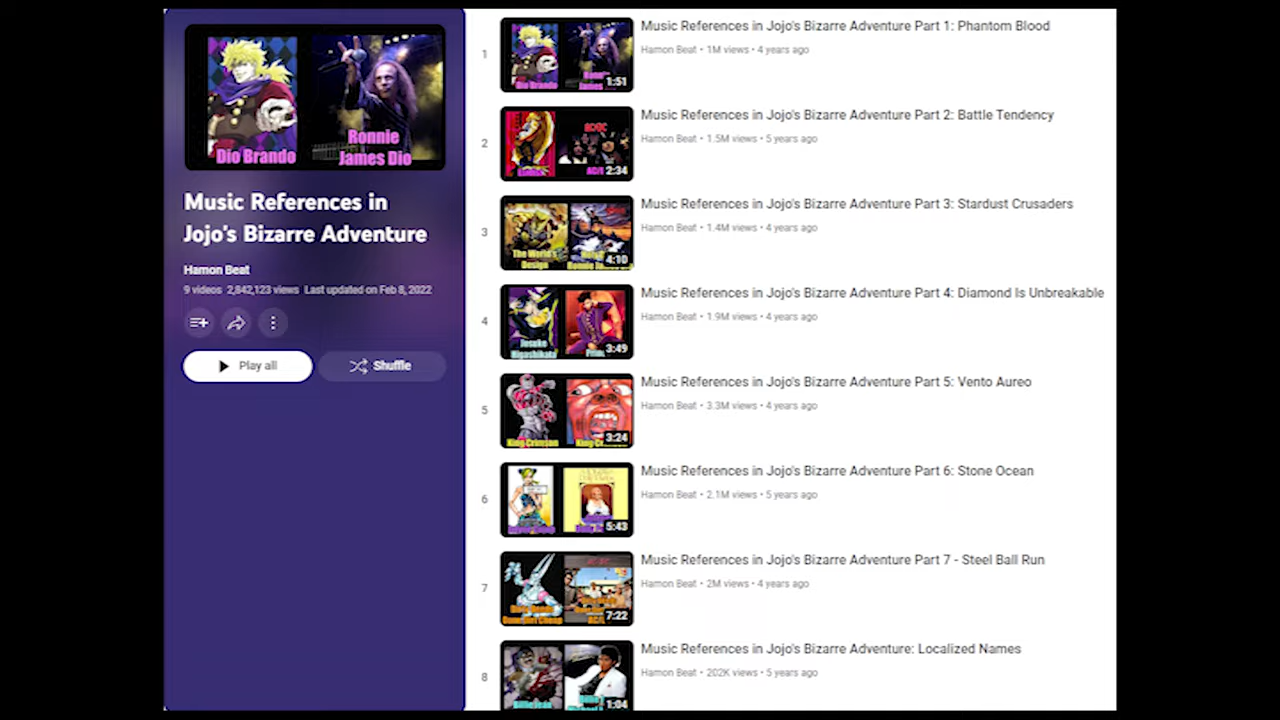 Dio Brando
Ronnie
James Dio
Music References in
Jojo's Bizarre Adventure
Hamon Beat
9 videos 2,842,123 views Last updated on Feb 8, 2022
Play all
Shuffle
1
Dio Brando
1:51
Music References in Jojo's Bizarre Adventure Part 1: Phantom Blood
Hamon Beat • 1M views • 4 years ago
2
2:34
Music References in Jojo's Bizarre Adventure Part 2: Battle Tendency
Hamon Beat • 1.5M views • 5 years ago
3
The World's
Design
4:10
Music References in Jojo's Bizarre Adventure Part 3: Stardust Crusaders
Hamon Beat • 1.4M views • 4 years ago
4
Josuke
Higashikata
3:49
Music References in Jojo's Bizarre Adventure Part 4: Diamond Is Unbreakable
Hamon Beat • 1.9M views • 4 years ago
5
King Crimson
3:24
Music References in Jojo's Bizarre Adventure Part 5: Vento Aureo
Hamon Beat • 3.3M views • 4 years ago
6
5:43
Music References in Jojo's Bizarre Adventure Part 6: Stone Ocean
Hamon Beat • 2.1M views • 5 years ago
7
7:22
Music References in Jojo's Bizarre Adventure Part 7 - Steel Ball Run
Hamon Beat • 2M views • 4 years ago
8
1:04
Music References in Jojo's Bizarre Adventure: Localized Names
Hamon Beat • 202K views • 5 years ago